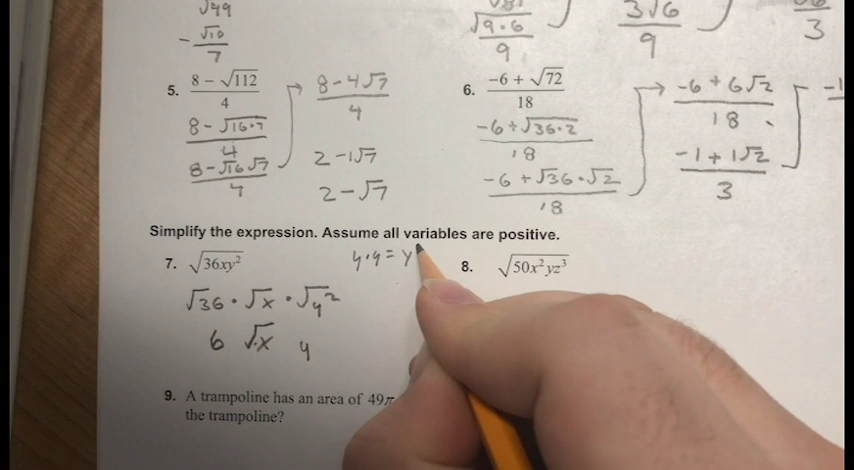 √49
- √10
7
√81
√9·6
9
3√6
9
3
5. 8 − √112
4
8 - √16·7
4
8-√16 √7
4
8-4√7
4
2-1√7
2-√7
6. −6 + √72
18
-6+√36·2
18
-6+√36·√2
18
-6+6√2
18
-1+1√2
3
-1
Simplify the expression. Assume all variables are positive.
7. √36xy²
y·y = y
√36 · √x · √y²
6 √x y
8. √50x²yz³
9. A trampoline has an area of 49π
the trampoline?